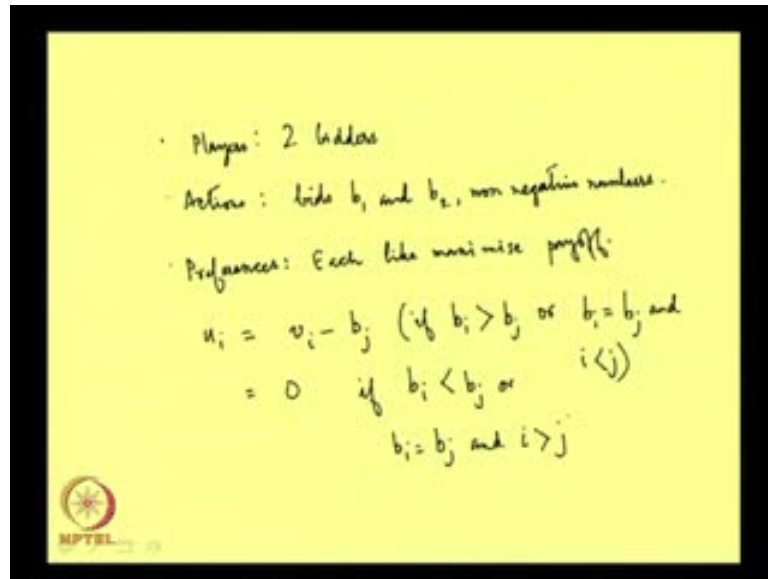 Players: 2 bidders
Actions: bids b₁ and b₂, non negative numbers.
Preferences: Each like maximise payoff.
uᵢ = vᵢ - bⱼ (if bᵢ > bⱼ or bᵢ = bⱼ and i < j)
= 0 if bᵢ < bⱼ or
bᵢ = bⱼ and i > j
NPTEL